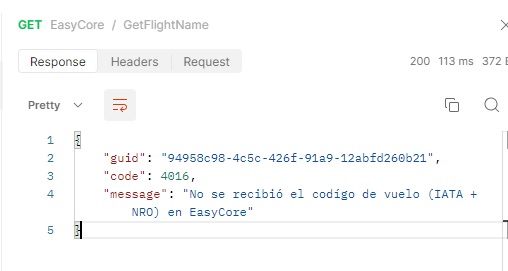 GET EasyCore / GetFlightName
Response Headers Request 200 113 ms 372
Pretty
1 {
2 "guid": "94958c98-4c5c-426f-91a9-12abfd260b21",
3 "code": 4016,
4 "message": "No se recibió el codígo de vuelo (IATA +
NRO) en EasyCore"
5 }